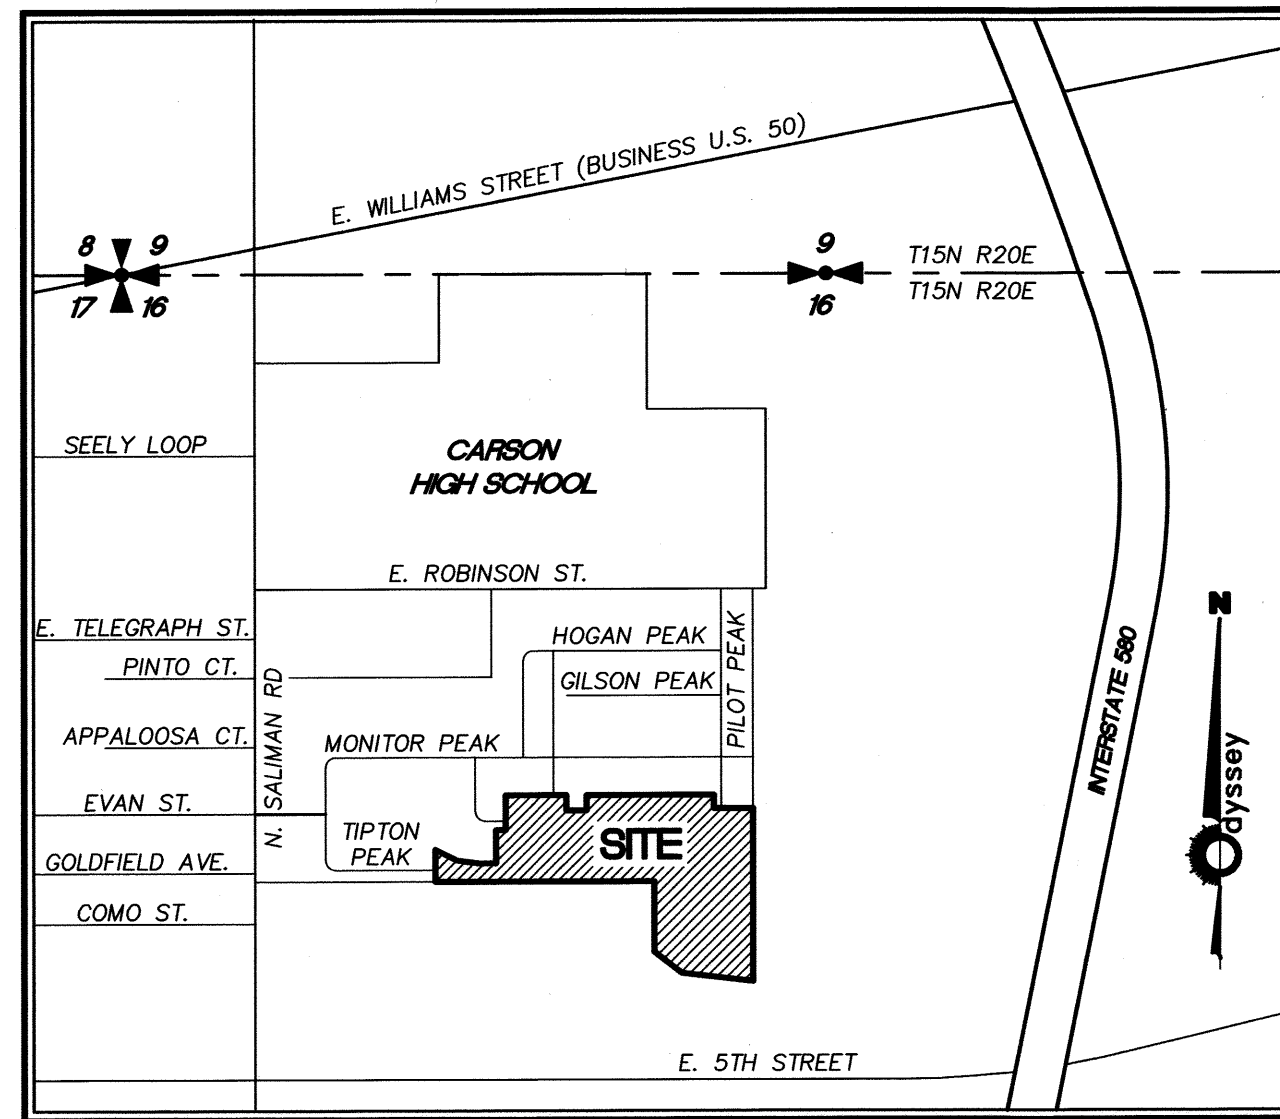 E. WILLIAMS STREET (BUSINESS U.S. 50)
8 9
17 16
9
16
T15N R20E
T15N R20E
SEELY LOOP
CARSON
HIGH SCHOOL
E. ROBINSON ST.
E. TELEGRAPH ST.
PINTO CT.
APPALOOSA CT.
EVAN ST.
GOLDFIELD AVE.
COMO ST.
N. SALIMAN RD
HOGAN PEAK
GILSON PEAK
PILOT PEAK
MONITOR PEAK
TIPTON
PEAK
SITE
INTERSTATE 580
N
Odyssey
E. 5TH STREET